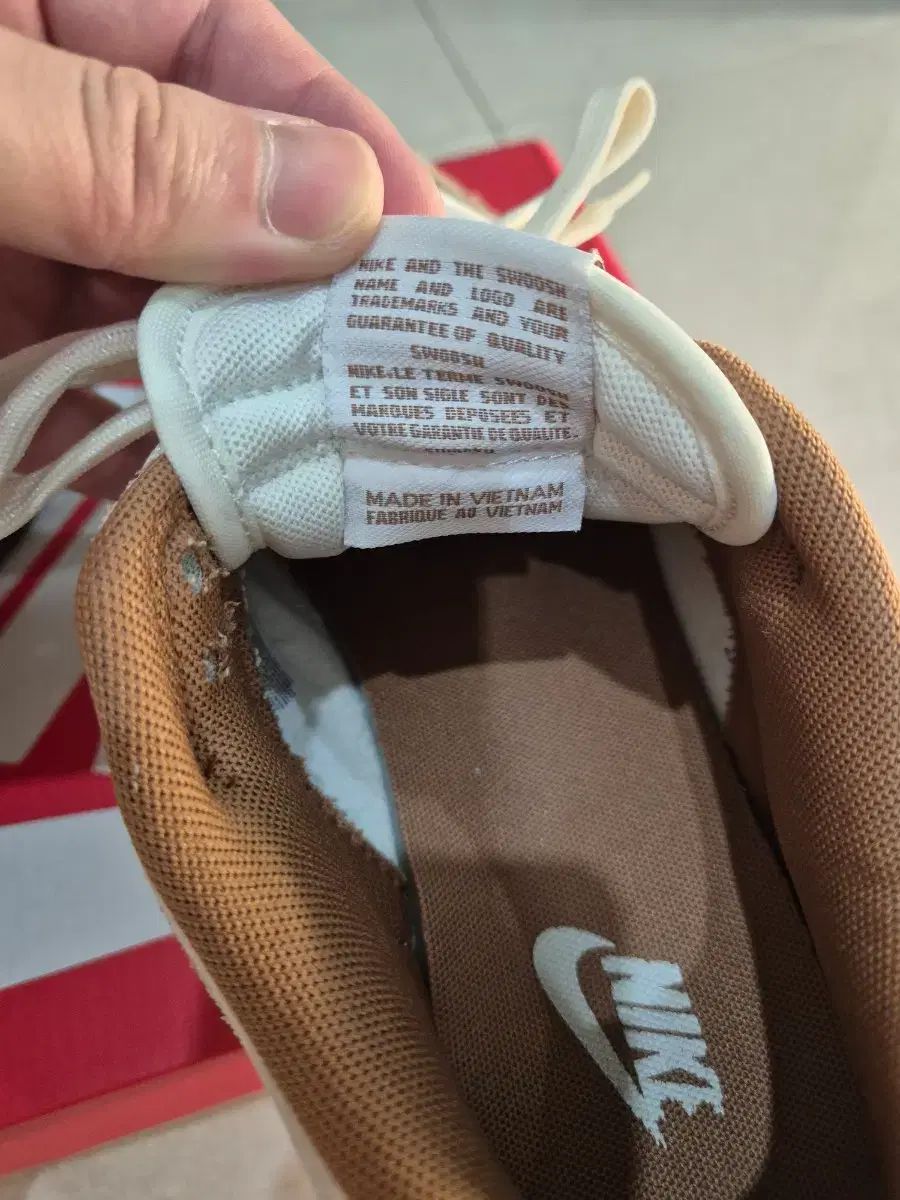 NIKE AND THE SWOOSH
NAME AND LOGO ARE
TRADEMARKS AND YOUR
GUARANTEE OF QUALITY
SWOOSH
NIKE.LE TERME SWOOSH
ET SON SIGLE SONT DES
MARQUES DEPOSEES ET
VOTRE GARANTIE DE QUALITE.
MADE IN VIETNAM
FABRIQUE AU VIETNAM
NIKE